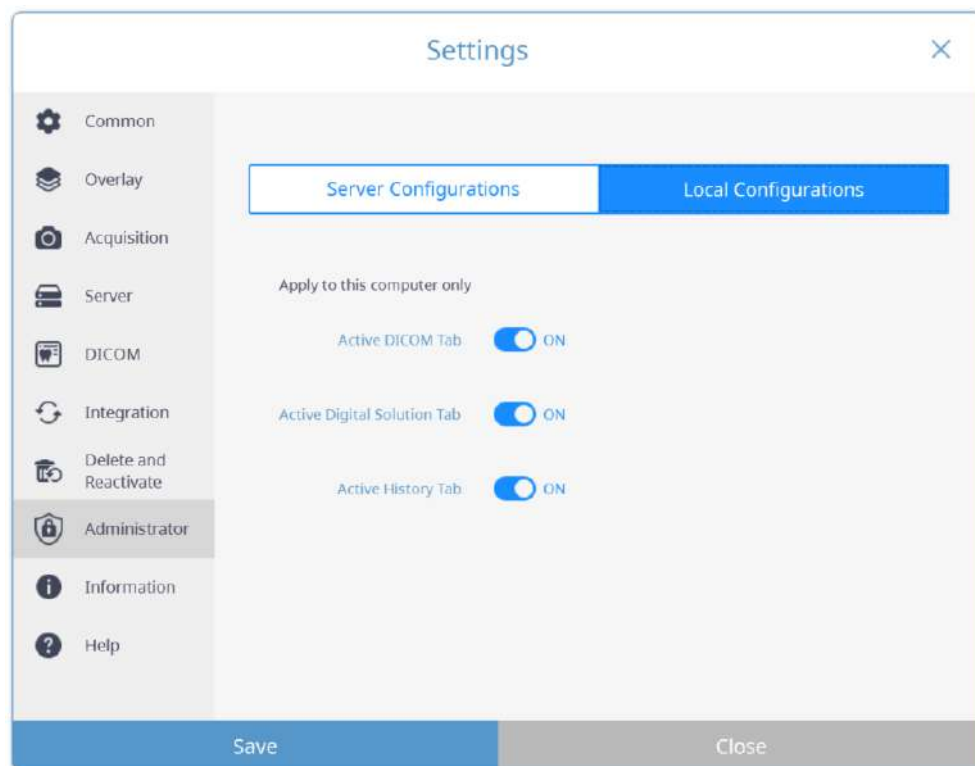 Settings
Common
Overlay
Acquisition
Server
DICOM
Integration
Delete and
Reactivate
Administrator
Information
Help
Server Configurations
Local Configurations
Apply to this computer only
Active DICOM Tab ON
Active Digital Solution Tab ON
Active History Tab ON
Save
Close